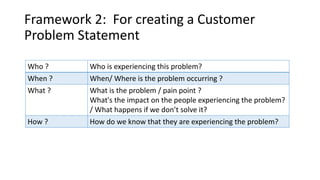 Framework 2:  For creating a Customer
Problem Statement
Who ? Who is experiencing this problem?
When ? When/ Where is the problem occurring ?
What ? What is the problem / pain point ?
What's the impact on the people experiencing the problem?
/ What happens if we don't solve it?
How ? How do we know that they are experiencing the problem?